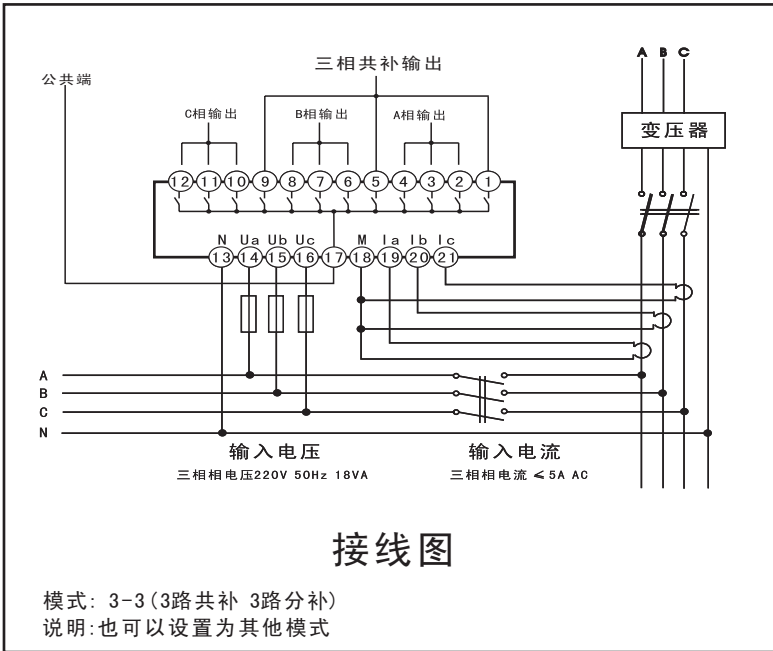 三相共补输出
A B C
公共端
C相输出 B相输出 A相输出
变压器
12 11 10 9 8 7 6 5 4 3 2 1
N Ua Ub Uc M Ia Ib Ic
13 14 15 16 17 18 19 20 21
A
B
C
N
输入电压 输入电流
三相相电压220V 50Hz 18VA 三相相电流 ≤ 5A AC
接线图
模式: 3-3(3路共补 3路分补)
说明:也可以设置为其他模式